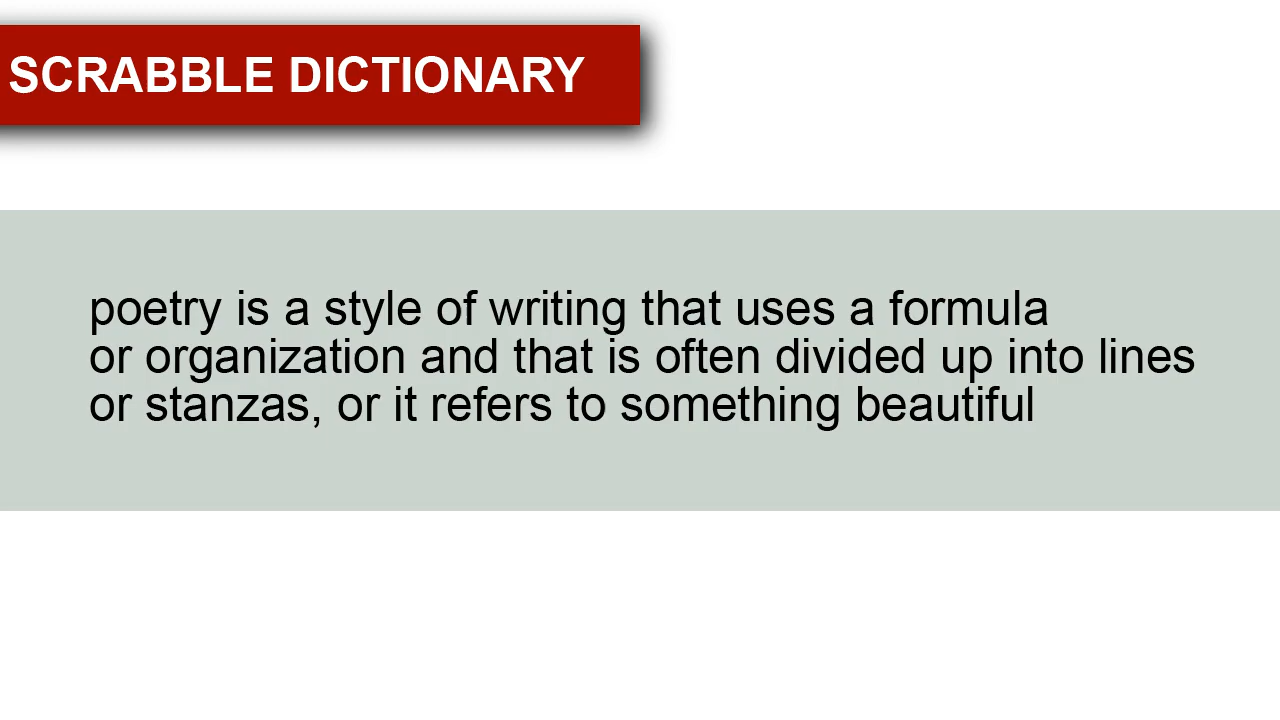 SCRABBLE DICTIONARY
poetry is a style of writing that uses a formula
or organization and that is often divided up into lines
or stanzas, or it refers to something beautiful